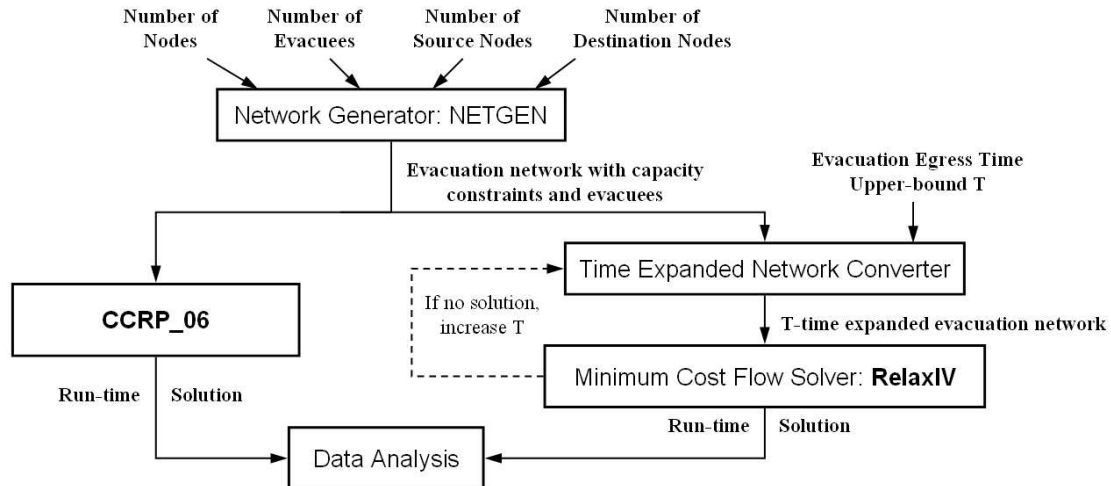 Number of
Nodes
Number of
Evacuees
Number of
Source Nodes
Number of
Destination Nodes
Network Generator: NETGEN
Evacuation network with capacity
constraints and evacuees
Evacuation Egress Time
Upper-bound T
Time Expanded Network Converter
CCRP_06
If no solution,
increase T
T-time expanded evacuation network
Minimum Cost Flow Solver: RelaxIV
Run-time Solution
Run-time Solution
Data Analysis